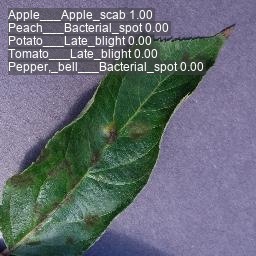 Apple___Apple_scab 1.00
Peach___Bacterial_spot 0.00
Potato___Late_blight 0.00
Tomato___Late_blight 0.00
Pepper,_bell___Bacterial_spot 0.00